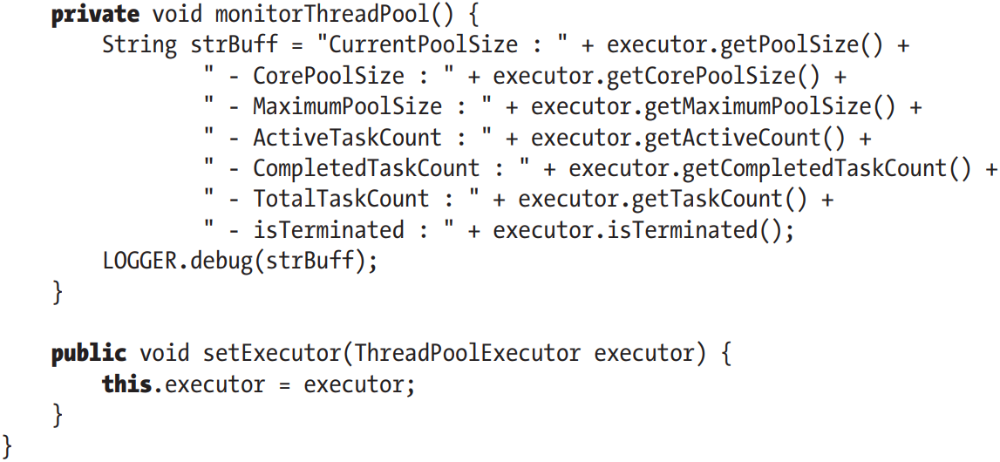 private void monitorThreadPool() {
String strBuff = "CurrentPoolSize : " + executor.getPoolSize() +
" - CorePoolSize : " + executor.getCorePoolSize() +
" - MaximumPoolSize : " + executor.getMaximumPoolSize() +
" - ActiveTaskCount : " + executor.getActiveCount() +
" - CompletedTaskCount : " + executor.getCompletedTaskCount() +
" - TotalTaskCount : " + executor.getTaskCount() +
" - isTerminated : " + executor.isTerminated();
LOGGER.debug(strBuff);
}
public void setExecutor(ThreadPoolExecutor executor) {
this.executor = executor;
}
}